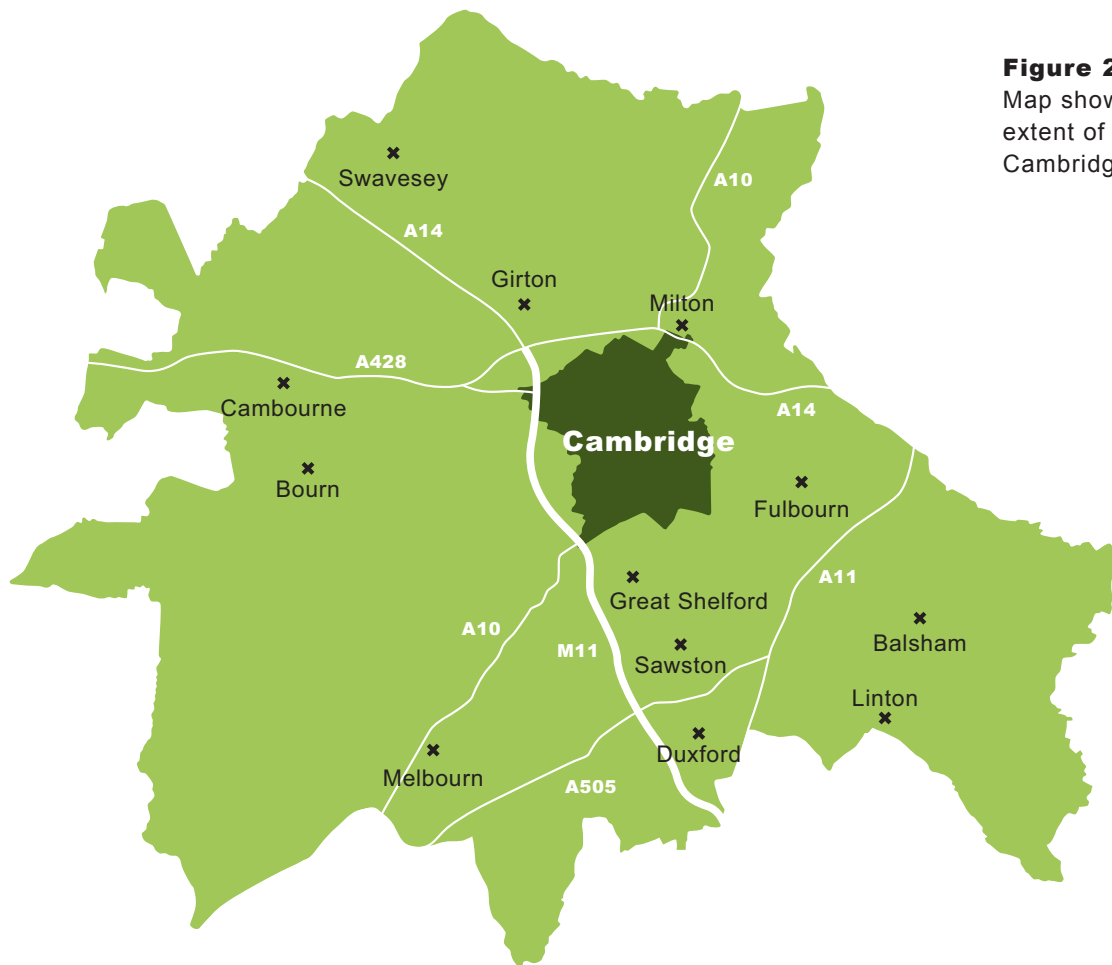 Figure 2
Map show
extent of
Cambridg
Swavesey
A10
A14
Girton
Milton
A428
Cambourne
A14
Cambridge
Bourn
Fulbourn
A11
Great Shelford
A10
M11
Sawston
Balsham
Linton
Duxford
Melbourn
A505